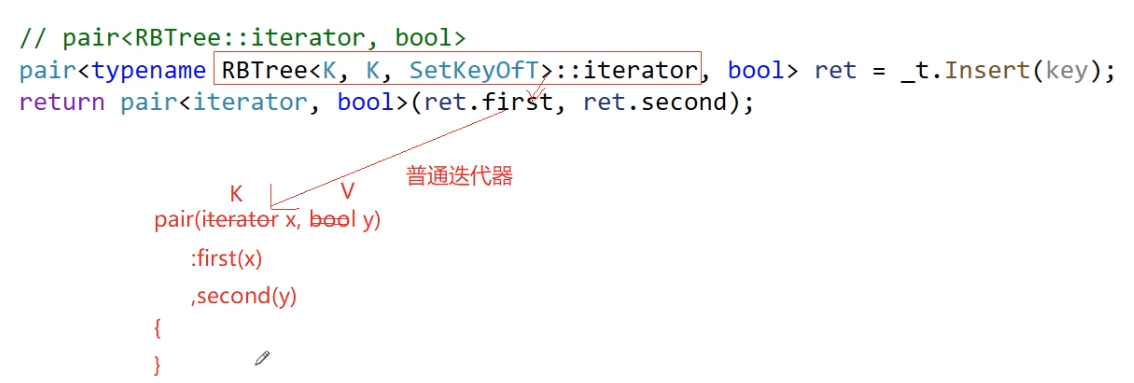 // pair<RBTree::iterator, bool>
pair<typename RBTree<K, K, SetKeyOfT>::iterator, bool> ret = _t.Insert(key);
return pair<iterator, bool>(ret.first, ret.second);
普通迭代器
K V
pair(iterator x, bool y)
:first(x)
,second(y)
{
}